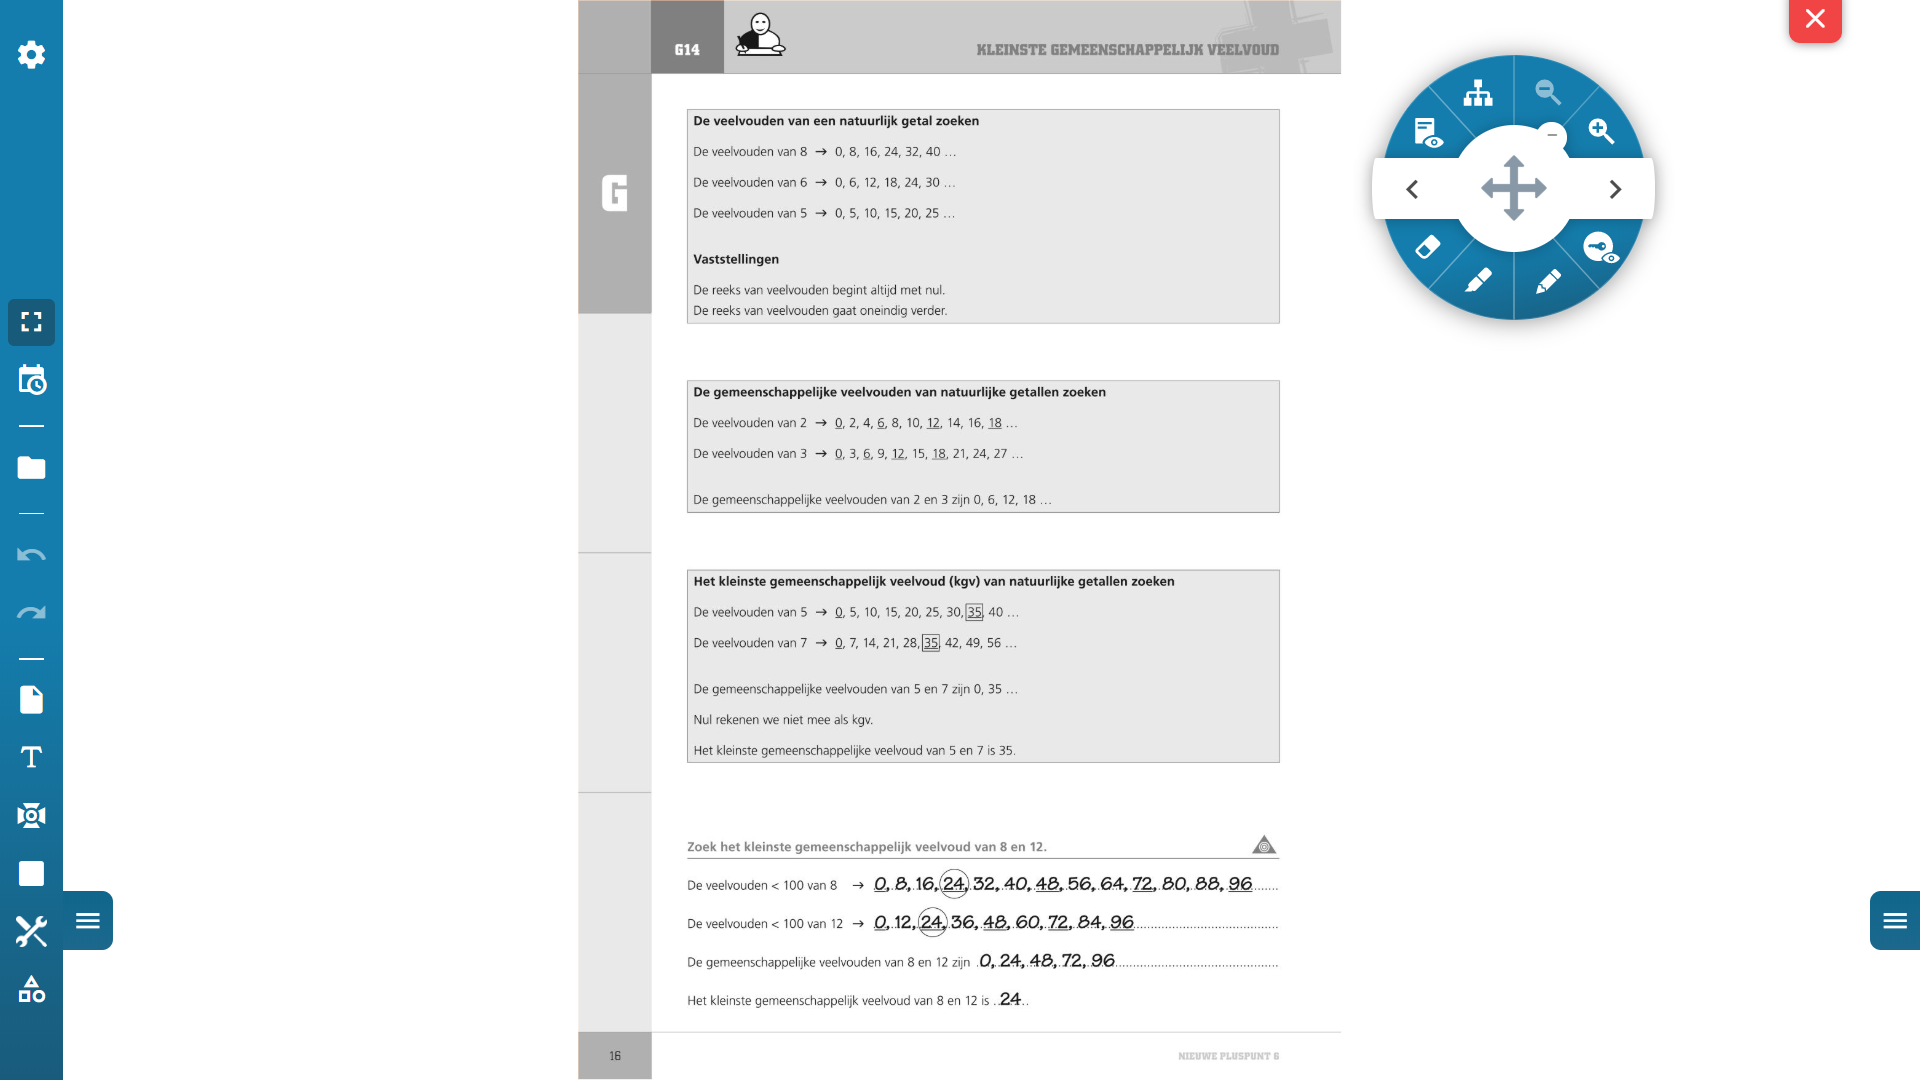 G14
KLEINSTE GEMEENSCHAPPELIJK VEELVOUD
G
De veelvouden van een natuurlijk getal zoeken
De veelvouden van 8 → 0, 8, 16, 24, 32, 40 …
De veelvouden van 6 → 0, 6, 12, 18, 24, 30 …
De veelvouden van 5 → 0, 5, 10, 15, 20, 25 …
Vaststellingen
De reeks van veelvouden begint altijd met nul.
De reeks van veelvouden gaat oneindig verder.
De gemeenschappelijke veelvouden van natuurlijke getallen zoeken
De veelvouden van 2 → 0, 2, 4, 6, 8, 10, 12, 14, 16, 18 …
De veelvouden van 3 → 0, 3, 6, 9, 12, 15, 18, 21, 24, 27 …
De gemeenschappelijke veelvouden van 2 en 3 zijn 0, 6, 12, 18 …
Het kleinste gemeenschappelijk veelvoud (kgv) van natuurlijke getallen zoeken
De veelvouden van 5 → 0, 5, 10, 15, 20, 25, 30, 35, 40 …
De veelvouden van 7 → 0, 7, 14, 21, 28, 35, 42, 49, 56 …
De gemeenschappelijke veelvouden van 5 en 7 zijn 0, 35 …
Nul rekenen we niet mee als kgv.
Het kleinste gemeenschappelijke veelvoud van 5 en 7 is 35.
Zoek het kleinste gemeenschappelijk veelvoud van 8 en 12.
De veelvouden < 100 van 8 → 0, 8, 16, 24, 32, 40, 48, 56, 64, 72, 80, 88, 96
De veelvouden < 100 van 12 → 0, 12, 24, 36, 48, 60, 72, 84, 96
De gemeenschappelijke veelvouden van 8 en 12 zijn 0, 24, 48, 72, 96
Het kleinste gemeenschappelijk veelvoud van 8 en 12 is 24
16
NIEUWE PLUSPUNT 6